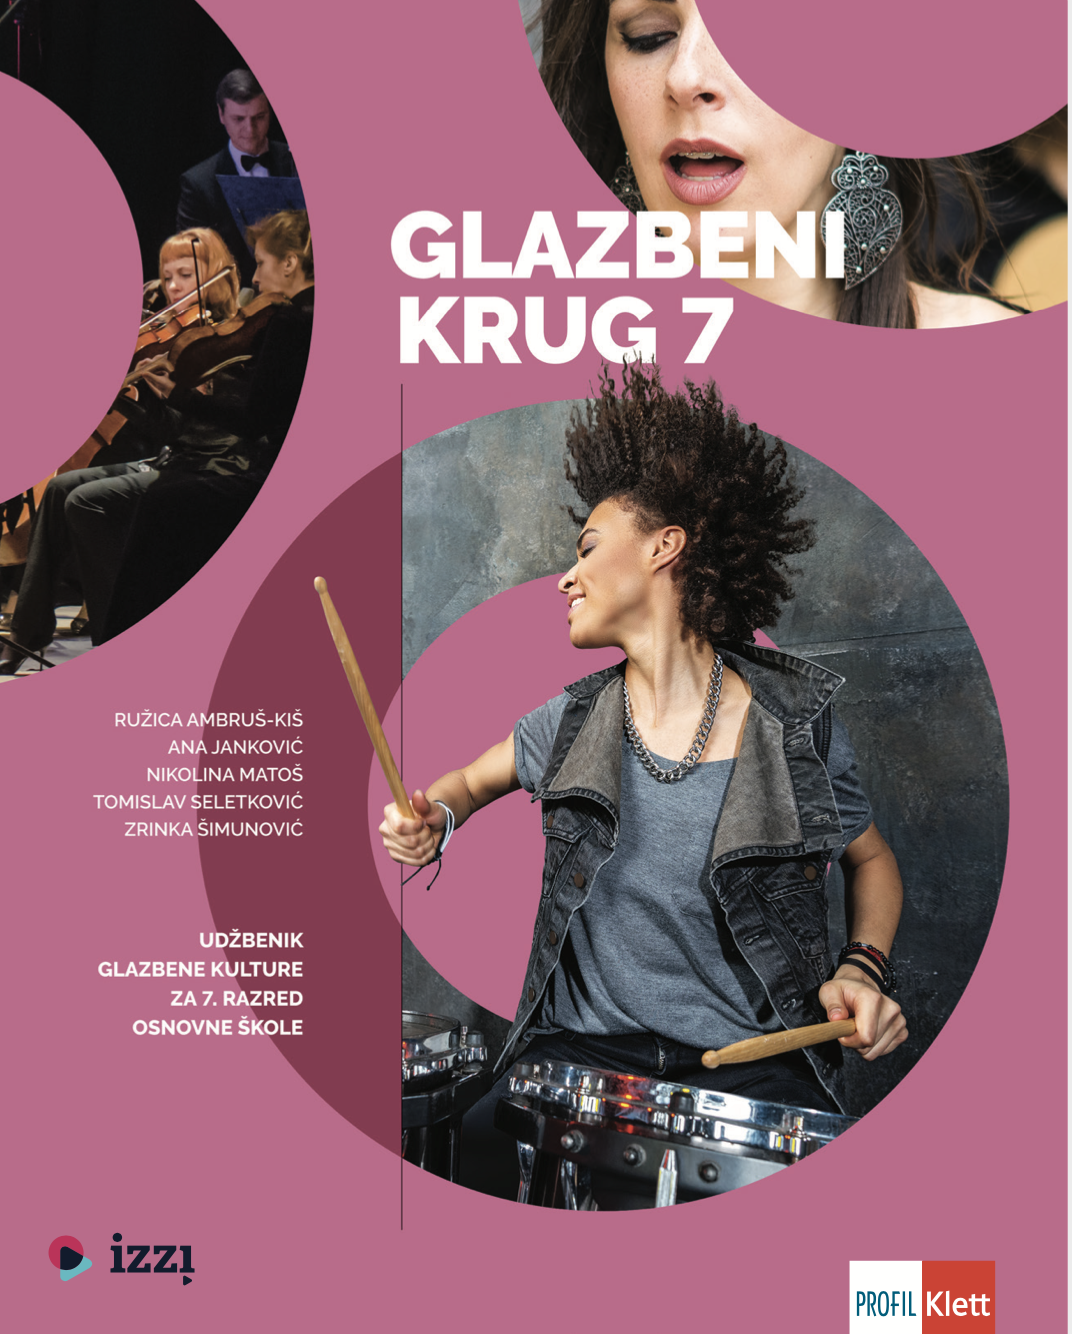 GLAZBENI
KRUG 7
RUŽICA AMBRUŠ-KIŠ
ANA JANKOVIĆ
NIKOLINA MATOŠ
TOMISLAV SELETKOVIĆ
ZRINKA ŠIMUNOVIĆ
UDŽBENIK
GLAZBENE KULTURE
ZA 7. RAZRED
OSNOVNE ŠKOLE
izzi
PROFIL Klett